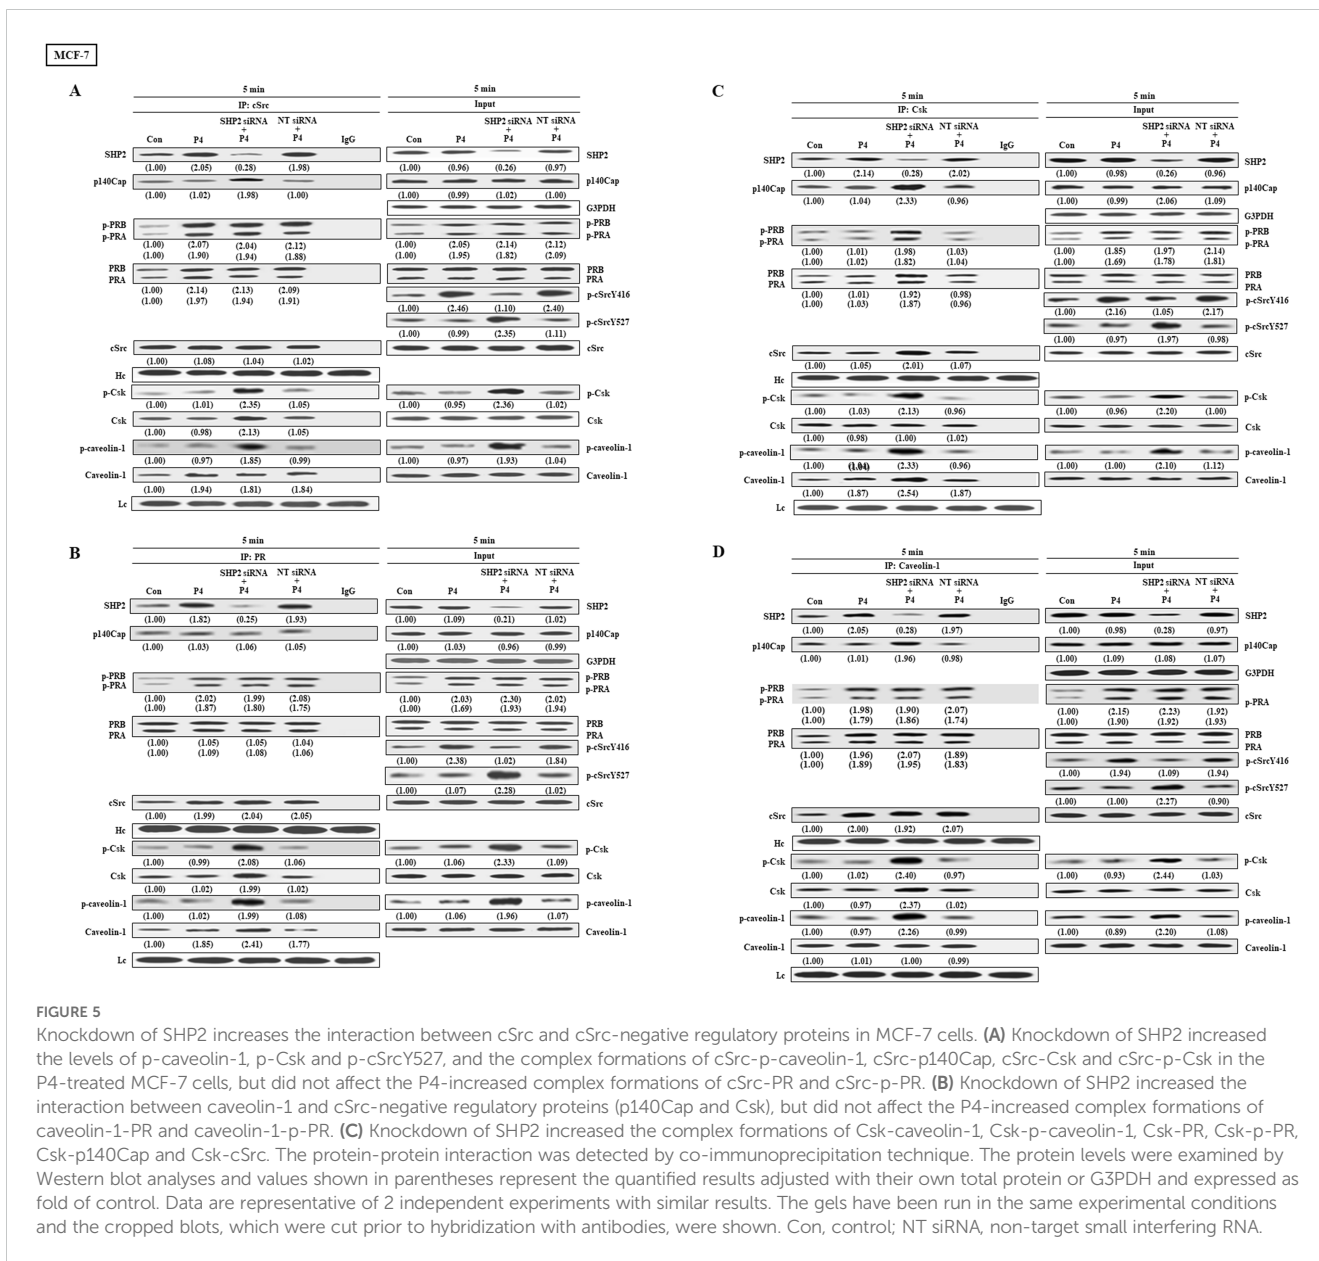 MCF-7
A
5 min
IP: cSrc
Con P4 SHP2 siRNA + P4 NT siRNA + P4 IgG
SHP2
(1.00) (2.05) (0.28) (1.98)
p140Cap
(1.00) (1.02) (1.98) (1.00)
p-PRB
p-PRA
(1.00) (2.07) (2.04) (2.12)
(1.00) (1.90) (1.94) (1.88)
PRB
PRA
(1.00) (2.14) (2.13) (2.09)
(1.00) (1.97) (1.94) (1.91)
cSrc
(1.00) (1.08) (1.04) (1.02)
Hc
p-Csk
(1.00) (1.01) (2.35) (1.05)
Csk
(1.00) (0.98) (2.13) (1.05)
p-caveolin-1
(1.00) (0.97) (1.85) (0.99)
Caveolin-1
(1.00) (1.94) (1.81) (1.84)
Lc
5 min
Input
Con P4 SHP2 siRNA + P4 NT siRNA + P4
SHP2
(1.00) (0.96) (0.26) (0.97)
p140Cap
(1.00) (0.99) (1.02) (1.00)
G3PDH
p-PRB
p-PRA
(1.00) (2.05) (2.14) (2.12)
(1.00) (1.95) (1.82) (2.09)
PRB
PRA
p-cSrcY416
(1.00) (2.46) (1.10) (2.40)
p-cSrcY527
(1.00) (0.99) (2.35) (1.11)
cSrc
p-Csk
(1.00) (0.95) (2.36) (1.02)
Csk
p-caveolin-1
(1.00) (0.97) (1.93) (1.04)
Caveolin-1
B
5 min
IP: PR
Con P4 SHP2 siRNA + P4 NT siRNA + P4 IgG
SHP2
(1.00) (1.82) (0.25) (1.93)
p140Cap
(1.00) (1.03) (1.06) (1.05)
p-PRB
p-PRA
(1.00) (2.02) (1.99) (2.08)
(1.00) (1.87) (1.80) (1.75)
PRB
PRA
(1.00) (1.05) (1.05) (1.04)
(1.00) (1.09) (1.08) (1.06)
cSrc
(1.00) (1.99) (2.04) (2.05)
Hc
p-Csk
(1.00) (0.99) (2.08) (1.06)
Csk
(1.00) (1.02) (1.99) (1.02)
p-caveolin-1
(1.00) (1.02) (1.99) (1.08)
Caveolin-1
(1.00) (1.85) (2.41) (1.77)
Lc
5 min
Input
Con P4 SHP2 siRNA + P4 NT siRNA + P4
SHP2
(1.00) (1.09) (0.21) (1.02)
p140Cap
(1.00) (1.03) (0.96) (0.99)
G3PDH
p-PRB
p-PRA
(1.00) (2.03) (2.30) (2.02)
(1.00) (1.69) (1.93) (1.94)
PRB
PRA
p-cSrcY416
(1.00) (2.38) (1.02) (1.84)
p-cSrcY527
(1.00) (1.07) (2.28) (1.02)
cSrc
p-Csk
(1.00) (1.06) (2.33) (1.09)
Csk
p-caveolin-1
(1.00) (1.06) (1.96) (1.07)
Caveolin-1
C
5 min
IP: Csk
Con P4 SHP2 siRNA + P4 NT siRNA + P4 IgG
SHP2
(1.00) (2.14) (0.28) (2.02)
p140Cap
(1.00) (1.04) (2.33) (0.96)
p-PRB
p-PRA
(1.00) (1.01) (1.98) (1.03)
(1.00) (1.02) (1.82) (1.04)
PRB
PRA
(1.00) (1.01) (1.92) (0.98)
(1.00) (1.03) (1.87) (0.96)
cSrc
(1.00) (1.05) (2.01) (1.07)
Hc
p-Csk
(1.00) (1.03) (2.13) (0.96)
Csk
(1.00) (0.98) (1.00) (1.02)
p-caveolin-1
(1.00) (1.04) (2.33) (0.96)
Caveolin-1
(1.00) (1.87) (2.54) (1.87)
Lc
5 min
Input
Con P4 SHP2 siRNA + P4 NT siRNA + P4
SHP2
(1.00) (0.98) (0.26) (0.96)
p140Cap
(1.00) (0.99) (2.06) (1.09)
G3PDH
p-PRB
p-PRA
(1.00) (1.85) (1.97) (2.14)
(1.00) (1.69) (1.78) (1.81)
PRB
PRA
p-cSrcY416
(1.00) (2.16) (1.05) (2.17)
p-cSrcY527
(1.00) (0.97) (1.97) (0.98)
cSrc
p-Csk
(1.00) (0.96) (2.20) (1.00)
Csk
p-caveolin-1
(1.00) (1.00) (2.10) (1.12)
Caveolin-1
D
5 min
IP: Caveolin-1
Con P4 SHP2 siRNA + P4 NT siRNA + P4 IgG
SHP2
(1.00) (2.05) (0.28) (1.97)
p140Cap
(1.00) (1.01) (1.96) (0.98)
p-PRB
p-PRA
(1.00) (1.98) (1.90) (2.07)
(1.00) (1.79) (1.86) (1.74)
PRB
PRA
(1.00) (1.96) (2.07) (1.89)
(1.00) (1.89) (1.95) (1.83)
cSrc
(1.00) (2.00) (1.92) (2.07)
Hc
p-Csk
(1.00) (1.02) (2.40) (0.97)
Csk
(1.00) (0.97) (2.37) (1.02)
p-caveolin-1
(1.00) (0.97) (2.26) (0.99)
Caveolin-1
(1.00) (1.01) (1.00) (0.99)
Lc
5 min
Input
Con P4 SHP2 siRNA + P4 NT siRNA + P4
SHP2
(1.00) (0.98) (0.28) (0.97)
p140Cap
(1.00) (1.09) (1.08) (1.07)
G3PDH
p-PRA
(1.00) (2.15) (2.23) (1.92)
(1.00) (1.90) (1.92) (1.93)
PRB
PRA
p-cSrcY416
(1.00) (1.94) (1.09) (1.94)
p-cSrcY527
(1.00) (1.00) (2.27) (0.90)
cSrc
p-Csk
(1.00) (0.93) (2.44) (1.03)
Csk
p-caveolin-1
(1.00) (0.89) (2.20) (1.08)
Caveolin-1
FIGURE 5
Knockdown of SHP2 increases the interaction between cSrc and cSrc-negative regulatory proteins in MCF-7 cells. (A) Knockdown of SHP2 increased
the levels of p-caveolin-1, p-Csk and p-cSrcY527, and the complex formations of cSrc-p-caveolin-1, cSrc-p140Cap, cSrc-Csk and cSrc-p-Csk in the
P4-treated MCF-7 cells, but did not affect the P4-increased complex formations of cSrc-PR and cSrc-p-PR. (B) Knockdown of SHP2 increased the
interaction between caveolin-1 and cSrc-negative regulatory proteins (p140Cap and Csk), but did not affect the P4-increased complex formations of
caveolin-1-PR and caveolin-1-p-PR. (C) Knockdown of SHP2 increased the complex formations of Csk-caveolin-1, Csk-p-caveolin-1, Csk-PR, Csk-p-PR,
Csk-p140Cap and Csk-cSrc. The protein-protein interaction was detected by co-immunoprecipitation technique. The protein levels were examined by
Western blot analyses and values shown in parentheses represent the quantified results adjusted with their own total protein or G3PDH and expressed as
fold of control. Data are representative of 2 independent experiments with similar results. The gels have been run in the same experimental conditions
and the cropped blots, which were cut prior to hybridization with antibodies, were shown. Con, control; NT siRNA, non-target small interfering RNA.